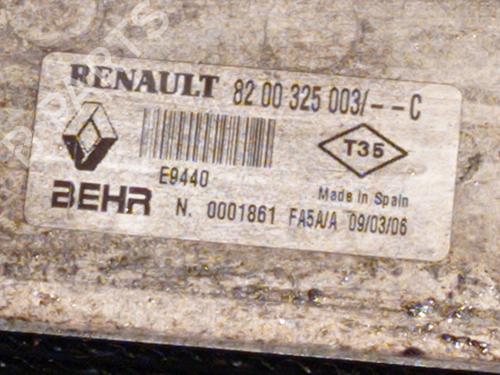 RENAULT 82 00 325 003/--C
T35
E9440
Made in Spain
BEHR N. 0001861 FA5A/A 09/03/06